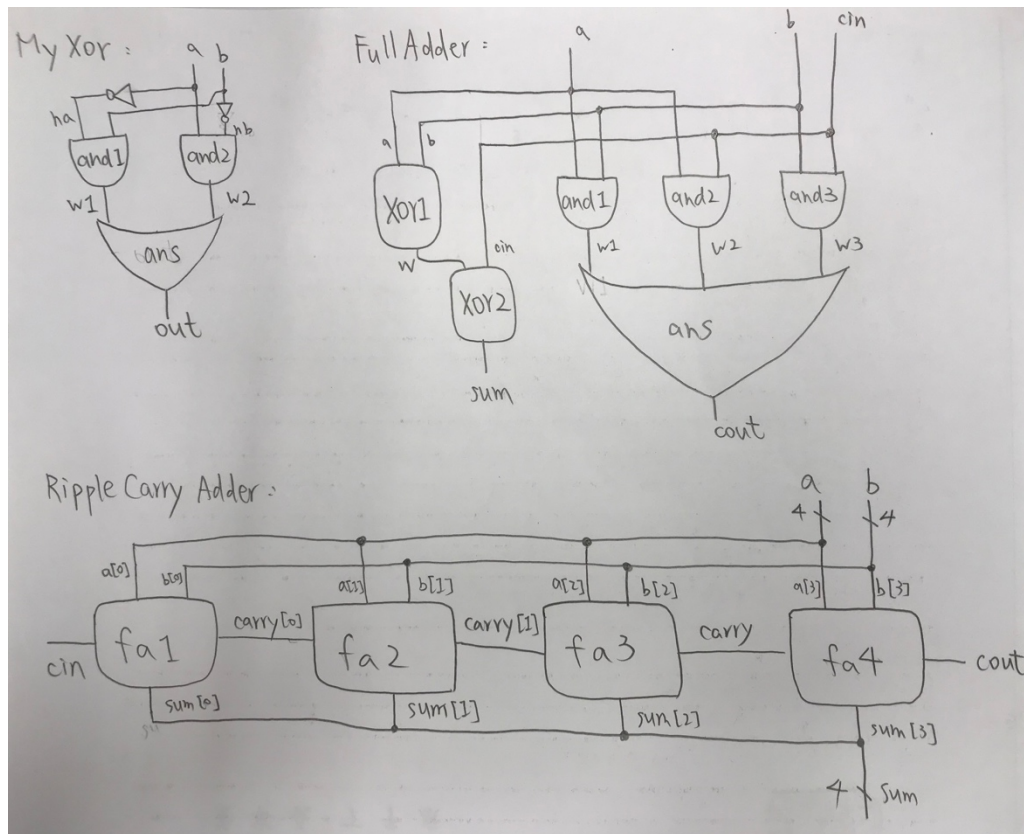 My Xor :
a b
na
nb
and1 and2
w1 w2
ans
out
Full Adder :
a b cin
a b
Xor1 and1 and2 and3
w cin w1 w2 w3
Xor2 ans
sum
cout
Ripple Carry Adder :
a b
4 4
a[0] b[0] a[1] b[1] a[2] b[2] a[3] b[3]
cin fa1 carry[0] fa2 carry[1] fa3 carry fa4 cout
sum[0] sum[1] sum[2] sum[3]
4 sum